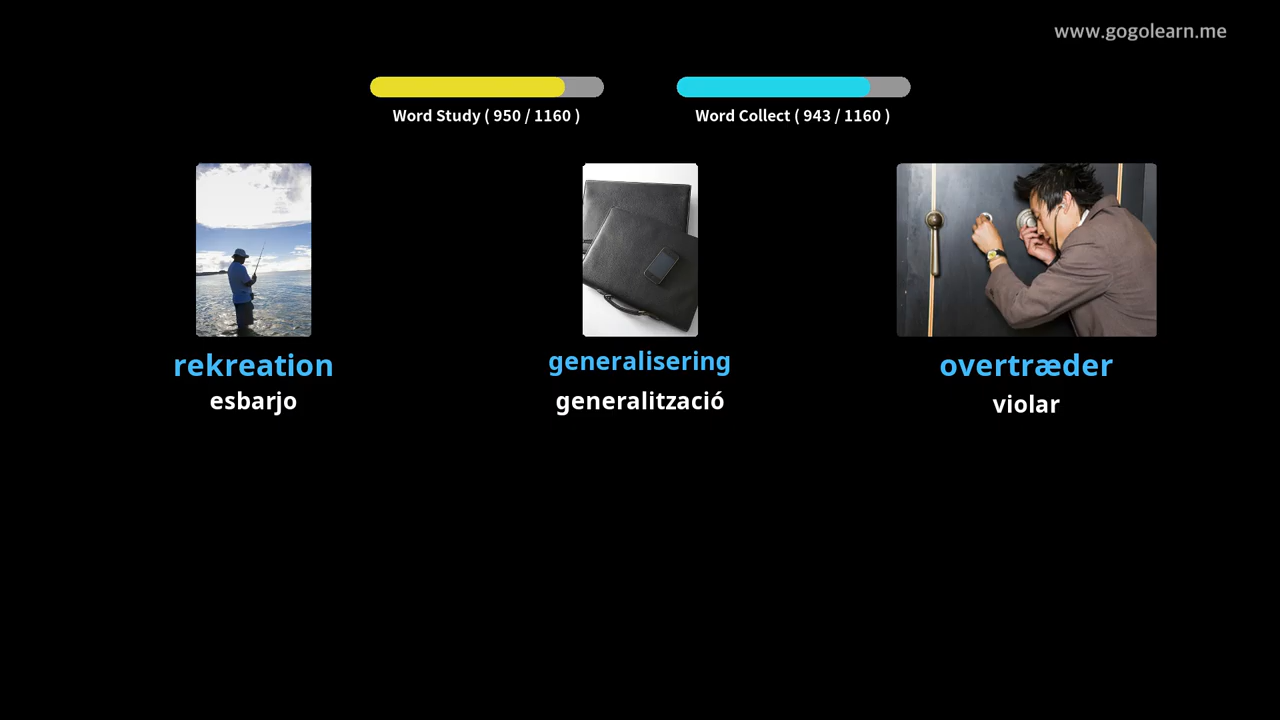 www.gogolearn.me
Word Study ( 950 / 1160 )
Word Collect ( 943 / 1160 )
rekreation
esbarjo
generalisering
generalització
overtræder
violar